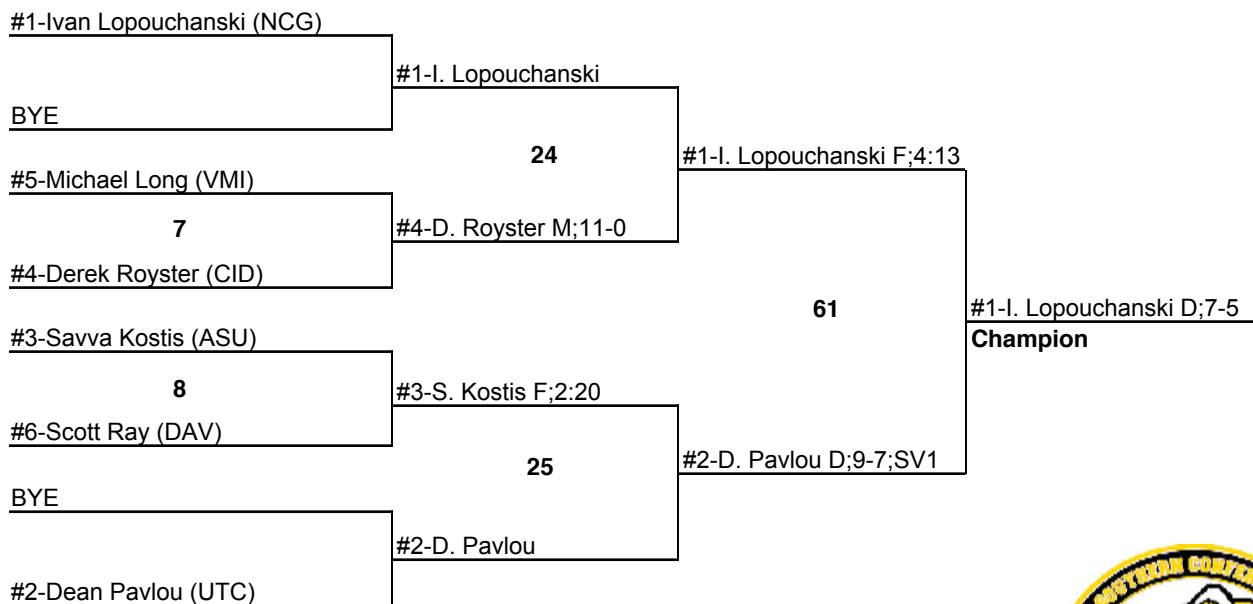 #1-Ivan Lopouchanski (NCG)
#1-I. Lopouchanski
BYE
24
#1-I. Lopouchanski F;4:13
#5-Michael Long (VMI)
7
#4-D. Royster M;11-0
#4-Derek Royster (CID)
61
#1-I. Lopouchanski D;7-5
Champion
#3-Savva Kostis (ASU)
8
#3-S. Kostis F;2:20
#6-Scott Ray (DAV)
25
#2-D. Pavlou D;9-7;SV1
BYE
#2-D. Pavlou
#2-Dean Pavlou (UTC)
SOUTHERN